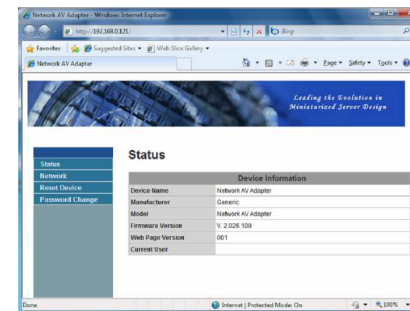 Network AV Adapter - Windows Internet Explorer
http://192.168.0.121/
Bing
Favorites
Suggested Sites
Web Slice Gallery
Network AV Adapter
Page
Safety
Tools
Leading the Evolution in
Miniaturized Server Design
Status
Network
Reset Device
Password Change
Status
Device Information
Device Name Network AV Adapter
Manufacturer Generic
Model Network AV Adapter
Firmware Version
Web Page Version 001
Current User
Done
Internet | Protected Mode: On
100%